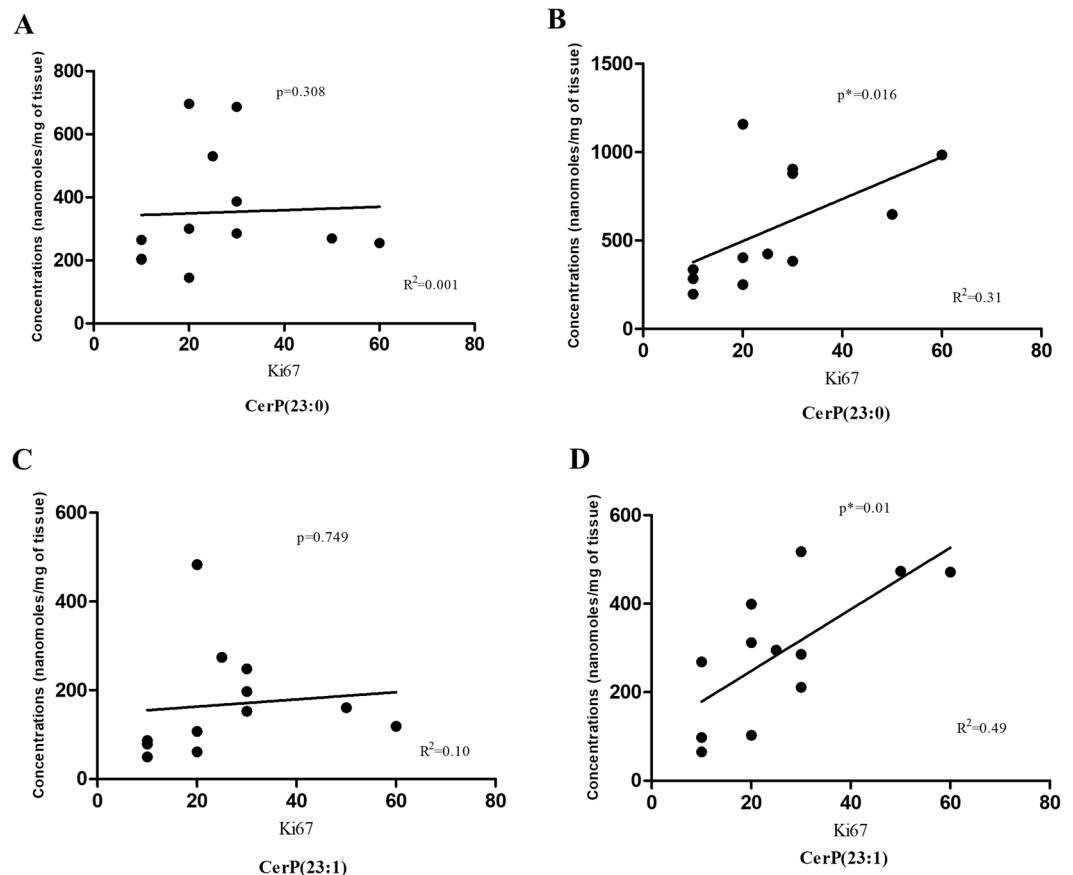 A
Concentrations (nanomoles/mg of tissue)
800
600
400
200
0
0 20 40 60 80
p=0.308
R²=0.001
Ki67
CerP(23:0)
B
Concentrations (nanomoles/mg of tissue)
1500
1000
500
0
0 20 40 60 80
p*=0.016
R²=0.31
Ki67
CerP(23:0)
C
Concentrations (nanomoles/mg of tissue)
600
400
200
0
0 20 40 60 80
p=0.749
R²=0.10
Ki67
CerP(23:1)
D
Concentrations (nanomoles/mg of tissue)
600
400
200
0
0 20 40 60 80
p*=0.01
R²=0.49
Ki67
CerP(23:1)